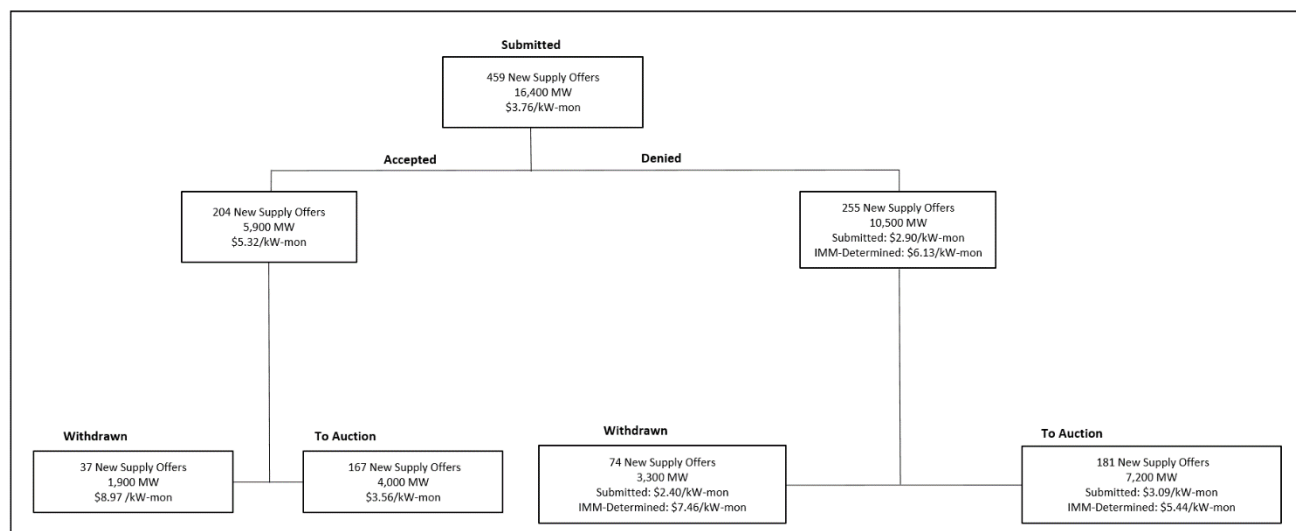 Submitted
459 New Supply Offers
16,400 MW
$3.76/kW-mon
Accepted
Denied
204 New Supply Offers
5,900 MW
$5.32/kW-mon
255 New Supply Offers
10,500 MW
Submitted: $2.90/kW-mon
IMM-Determined: $6.13/kW-mon
Withdrawn
37 New Supply Offers
1,900 MW
$8.97 /kW-mon
To Auction
167 New Supply Offers
4,000 MW
$3.56/kW-mon
Withdrawn
74 New Supply Offers
3,300 MW
Submitted: $2.40/kW-mon
IMM-Determined: $7.46/kW-mon
To Auction
181 New Supply Offers
7,200 MW
Submitted: $3.09/kW-mon
IMM-Determined: $5.44/kW-mon